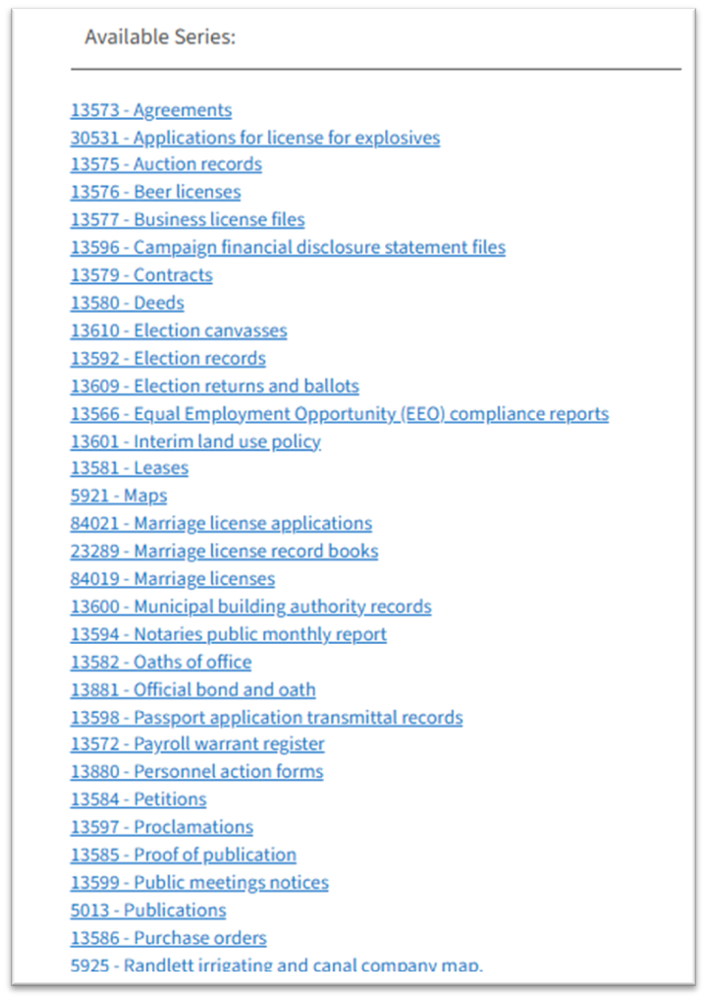 Available Series:
13573 - Agreements
30531 - Applications for license for explosives
13575 - Auction records
13576 - Beer licenses
13577 - Business license files
13596 - Campaign financial disclosure statement files
13579 - Contracts
13580 - Deeds
13610 - Election canvasses
13592 - Election records
13609 - Election returns and ballots
13566 - Equal Employment Opportunity (EEO) compliance reports
13601 - Interim land use policy
13581 - Leases
5921 - Maps
84021 - Marriage license applications
23289 - Marriage license record books
84019 - Marriage licenses
13600 - Municipal building authority records
13594 - Notaries public monthly report
13582 - Oaths of office
13881 - Official bond and oath
13598 - Passport application transmittal records
13572 - Payroll warrant register
13880 - Personnel action forms
13584 - Petitions
13597 - Proclamations
13585 - Proof of publication
13599 - Public meetings notices
5013 - Publications
13586 - Purchase orders
5925 - Randlett irrigating and canal company map.